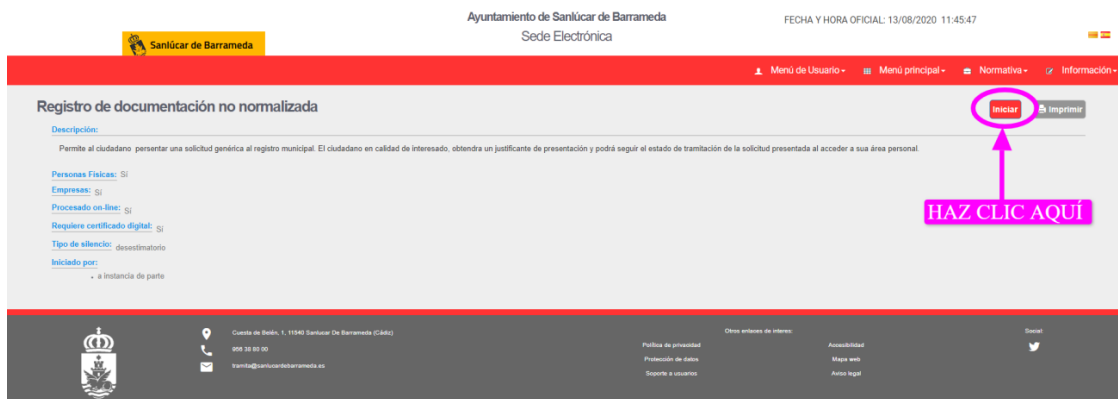 Ayuntamiento de Sanlúcar de Barrameda
Sede Electrónica
FECHA Y HORA OFICIAL: 13/08/2020 11:45:47
Sanlúcar de Barrameda
Menú de Usuario
Menú principal
Normativa
Información
Registro de documentación no normalizada
Iniciar
Imprimir
Descripción:
Permite al ciudadano persentar una solicitud genérica al registro municipal. El ciudadano en calidad de interesado, obtendra un justificante de presentación y podrá seguir el estado de tramitación de la solicitud presentada al acceder a sua área personal.
Personas Físicas: Sí
Empresas: Sí
Procesado on-line: Sí
Requiere certificado digital: Sí
Tipo de silencio: desestimatorio
Iniciado por:
a instancia de parte
HAZ CLIC AQUÍ
Cuesta de Belén, 1, 11540 Sanlucar De Barrameda (Cádiz)
956 38 80 00
tramita@sanlucardebarrameda.es
Otros enlaces de interes:
Política de privacidad
Accesibilidad
Protección de datos
Mapa web
Soporte a usuarios
Aviso legal
Social: